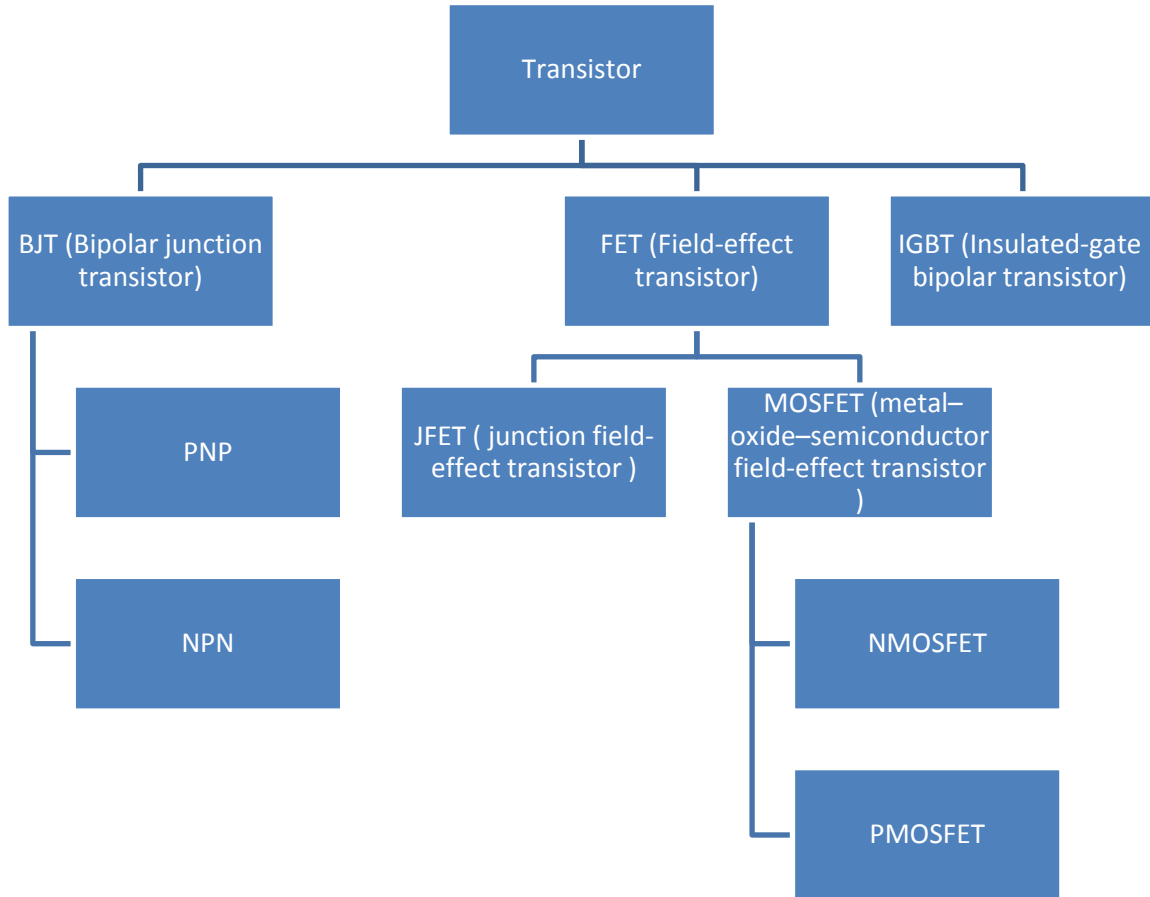 Transistor
BJT (Bipolar junction
transistor)
FET (Field-effect
transistor)
IGBT (Insulated-gate
bipolar transistor)
PNP
JFET ( junction field-
effect transistor )
MOSFET (metal–
oxide–semiconductor
field-effect transistor
)
NPN
NMOSFET
PMOSFET